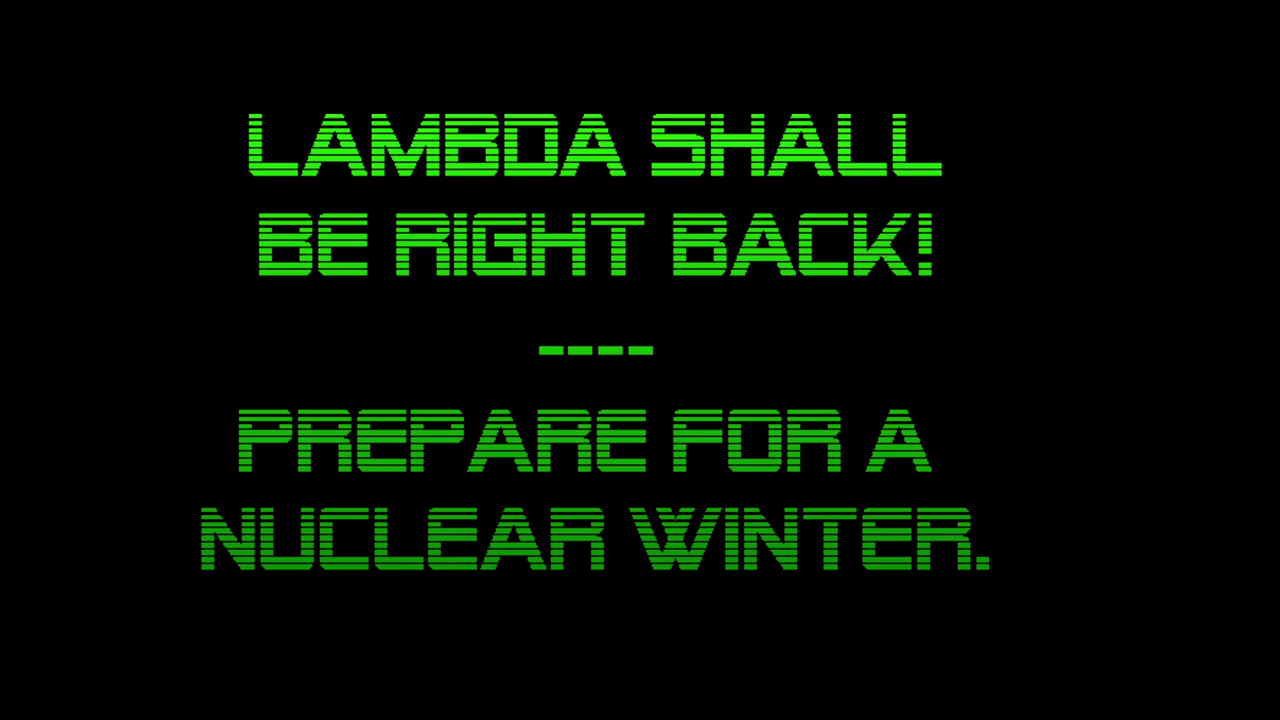 LAMBDA SHALL
BE RIGHT BACK!
----
PREPARE FOR A
NUCLEAR WINTER.